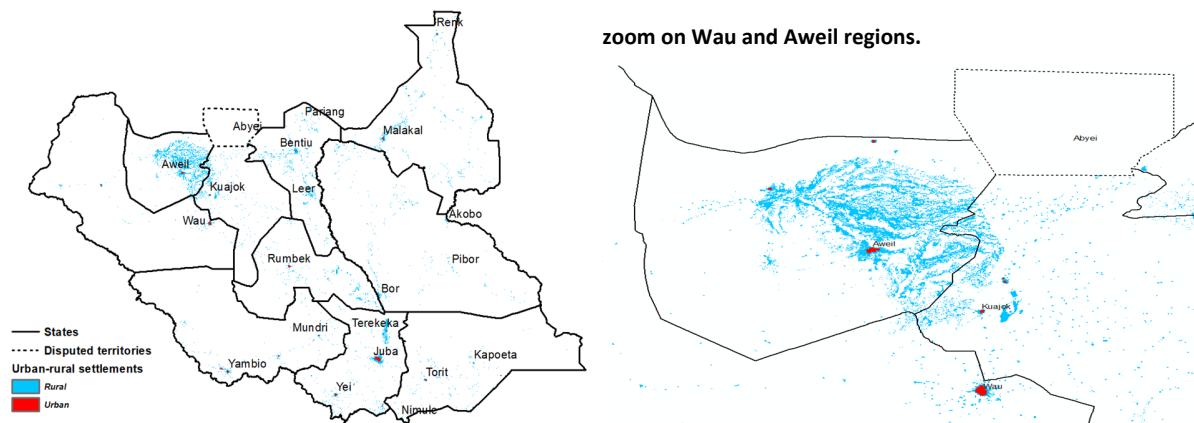 zoom on Wau and Aweil regions.
Renk
Pariang
Abyei
Malakal
Bentiu
Aweil
Kuajok
Leer
Wau
Akobo
Rumbek
Pibor
Bor
Terekeka
Mundri
Juba
Kapoeta
Yambio
Torit
Yei
Nimule
States
Disputed territories
Urban-rural settlements
Rural
Urban
Abyei
Aweil
Kuajok
Wau